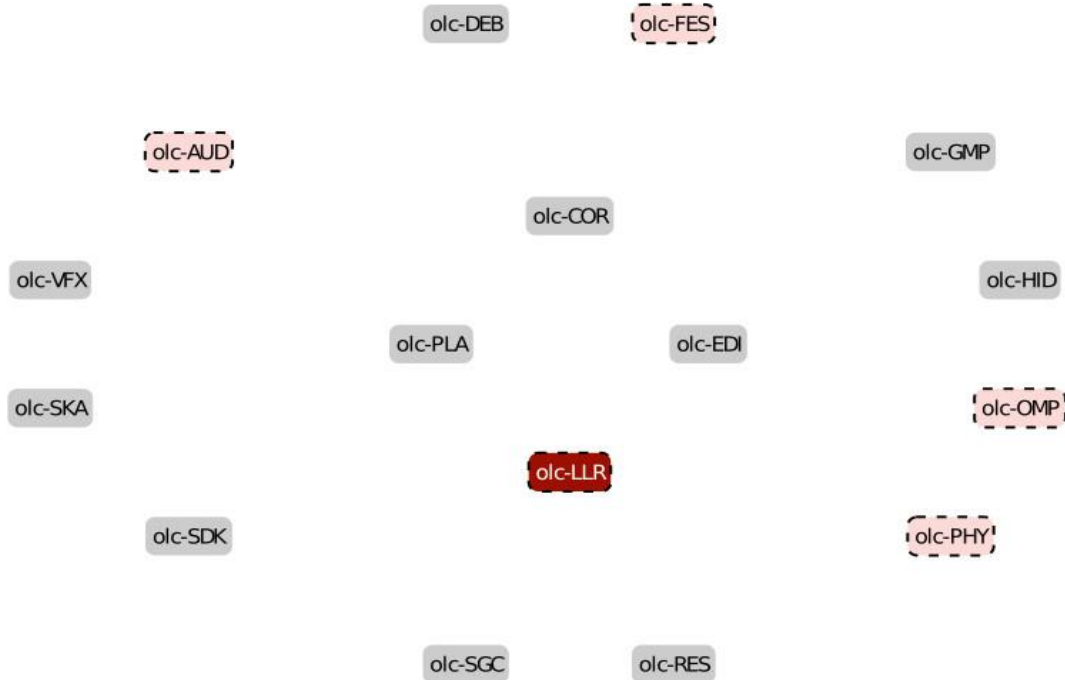 olc-DEB
olc-FES
olc-AUD
olc-GMP
olc-COR
olc-VFX
olc-HID
olc-PLA
olc-EDI
olc-SKA
olc-OMP
olc-LLR
olc-SDK
olc-PHY
olc-SGC
olc-RES